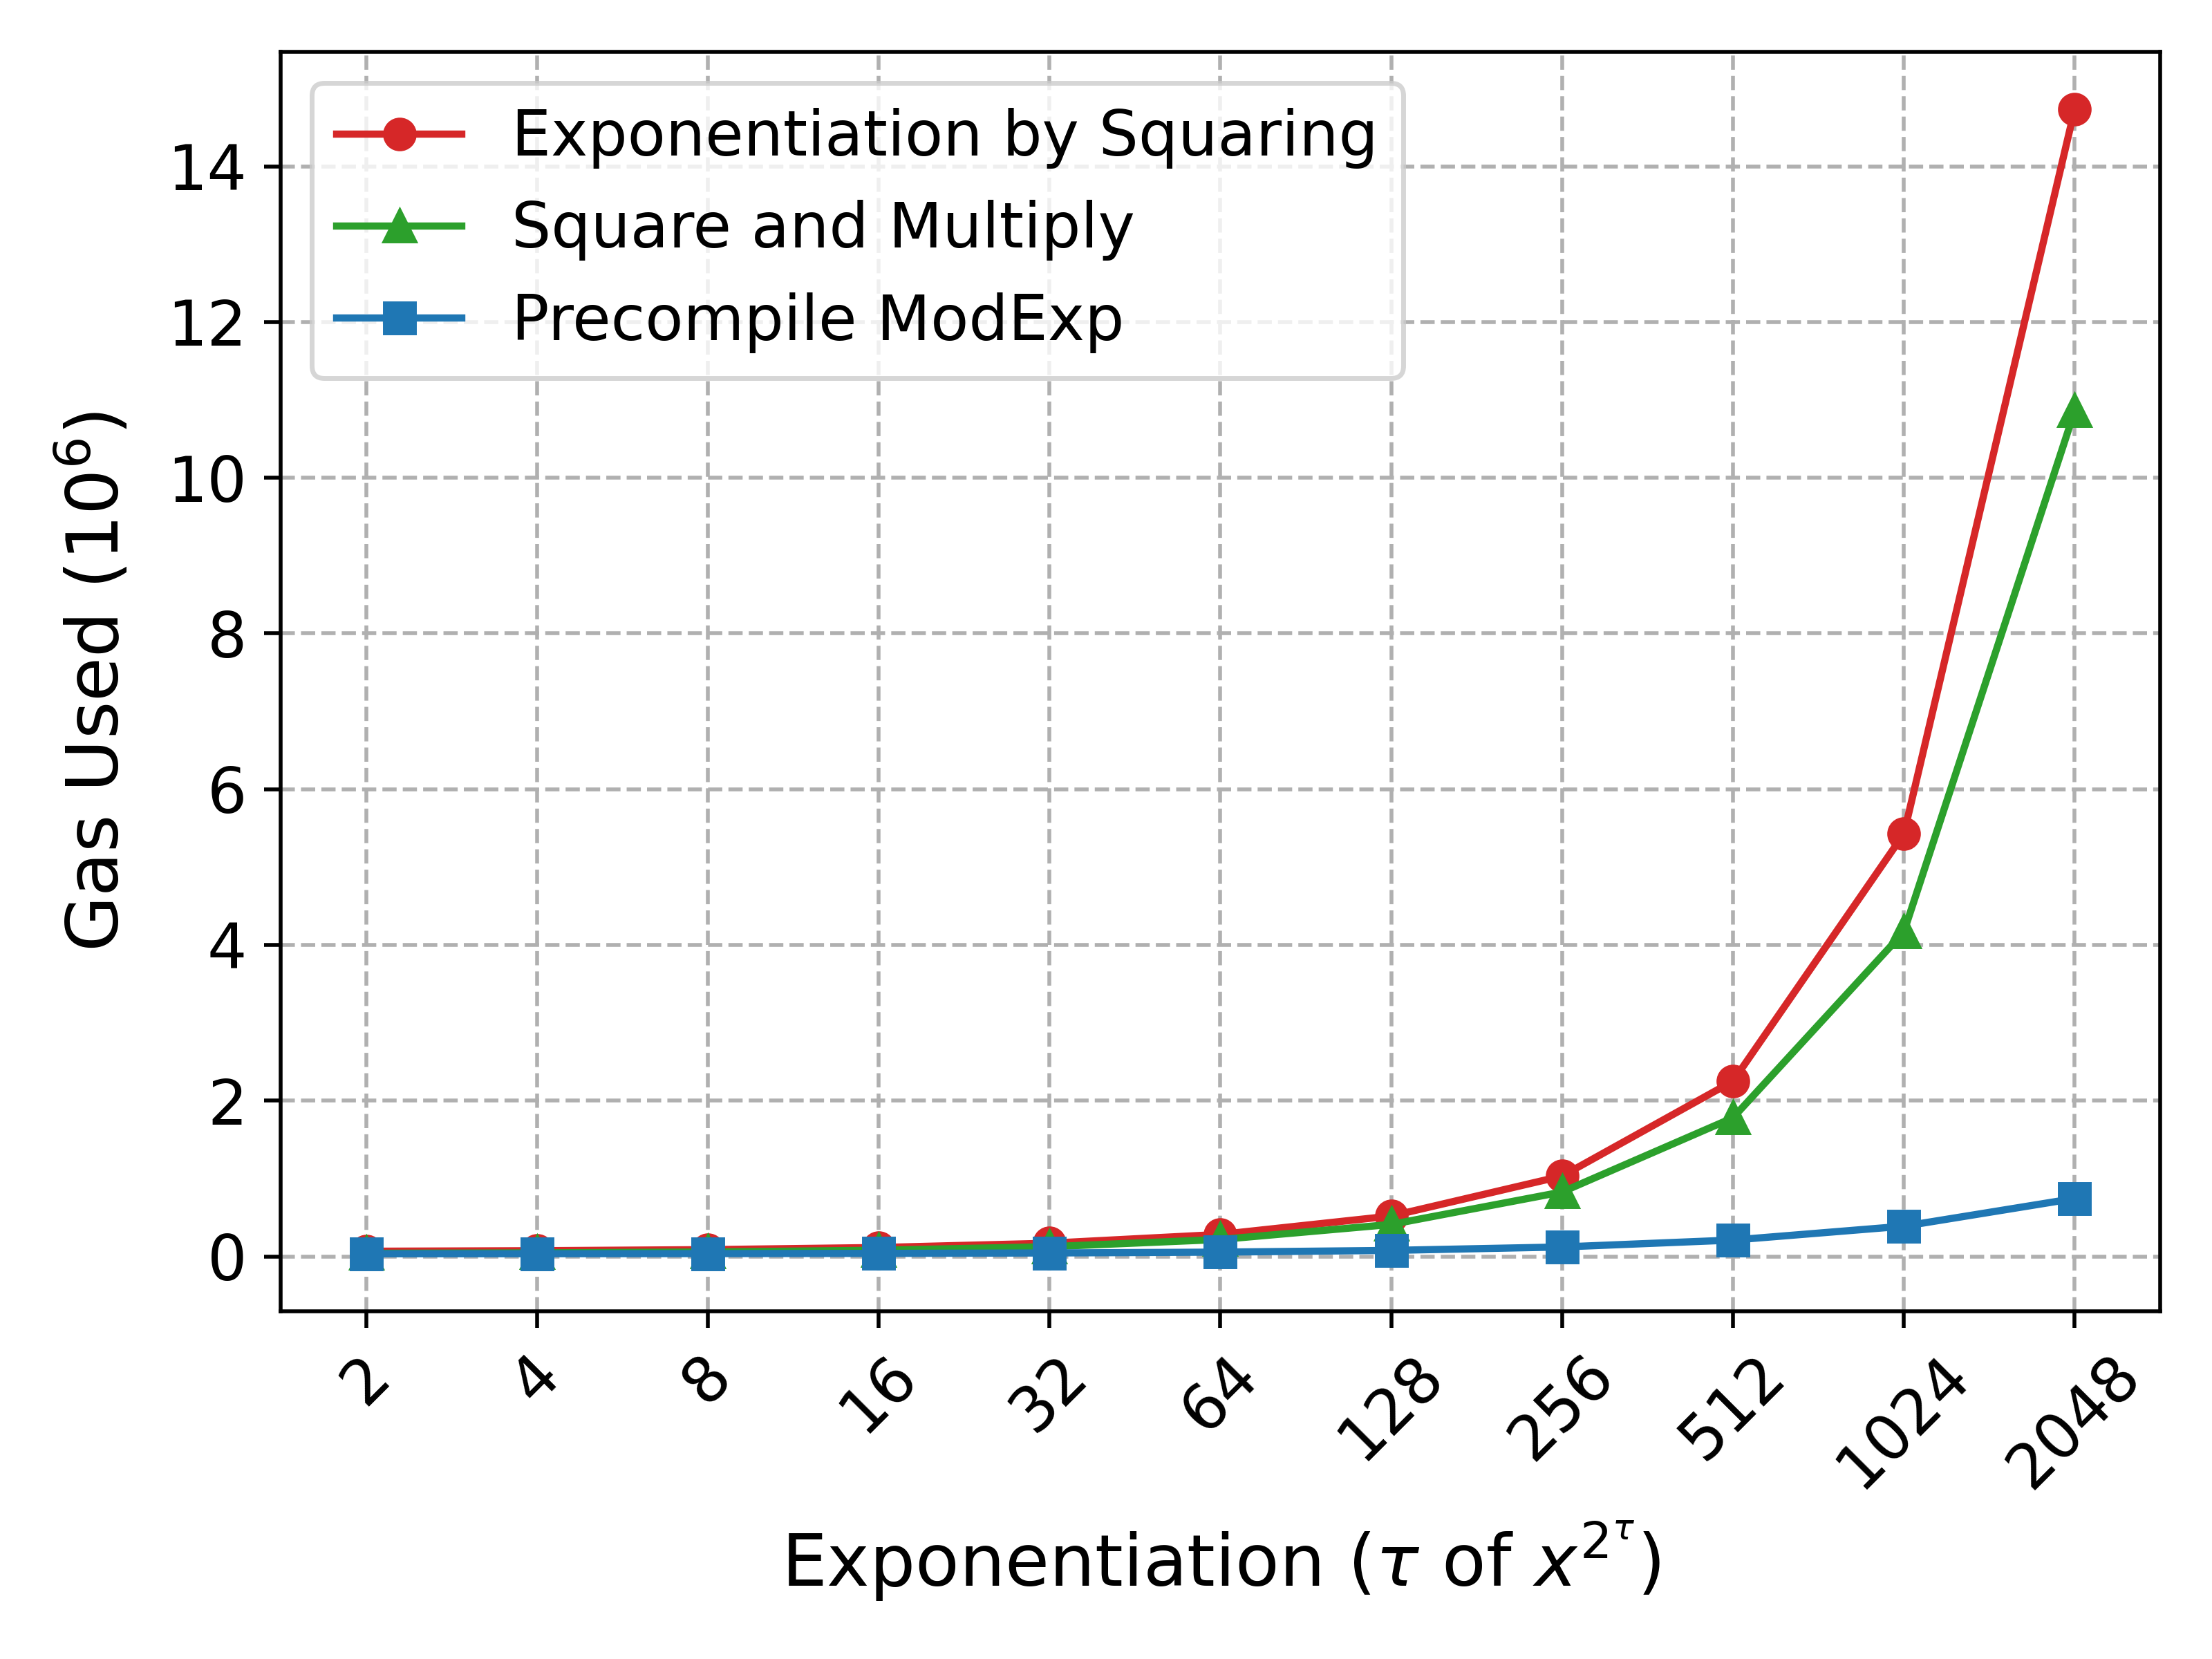 Exponentiation by Squaring
Square and Multiply
Precompile ModExp
Gas Used (10⁶)
14
12
10
8
6
4
2
0
2 4 8 16 32 64 128 256 512 1024 2048
Exponentiation (τ of x^{2^τ})